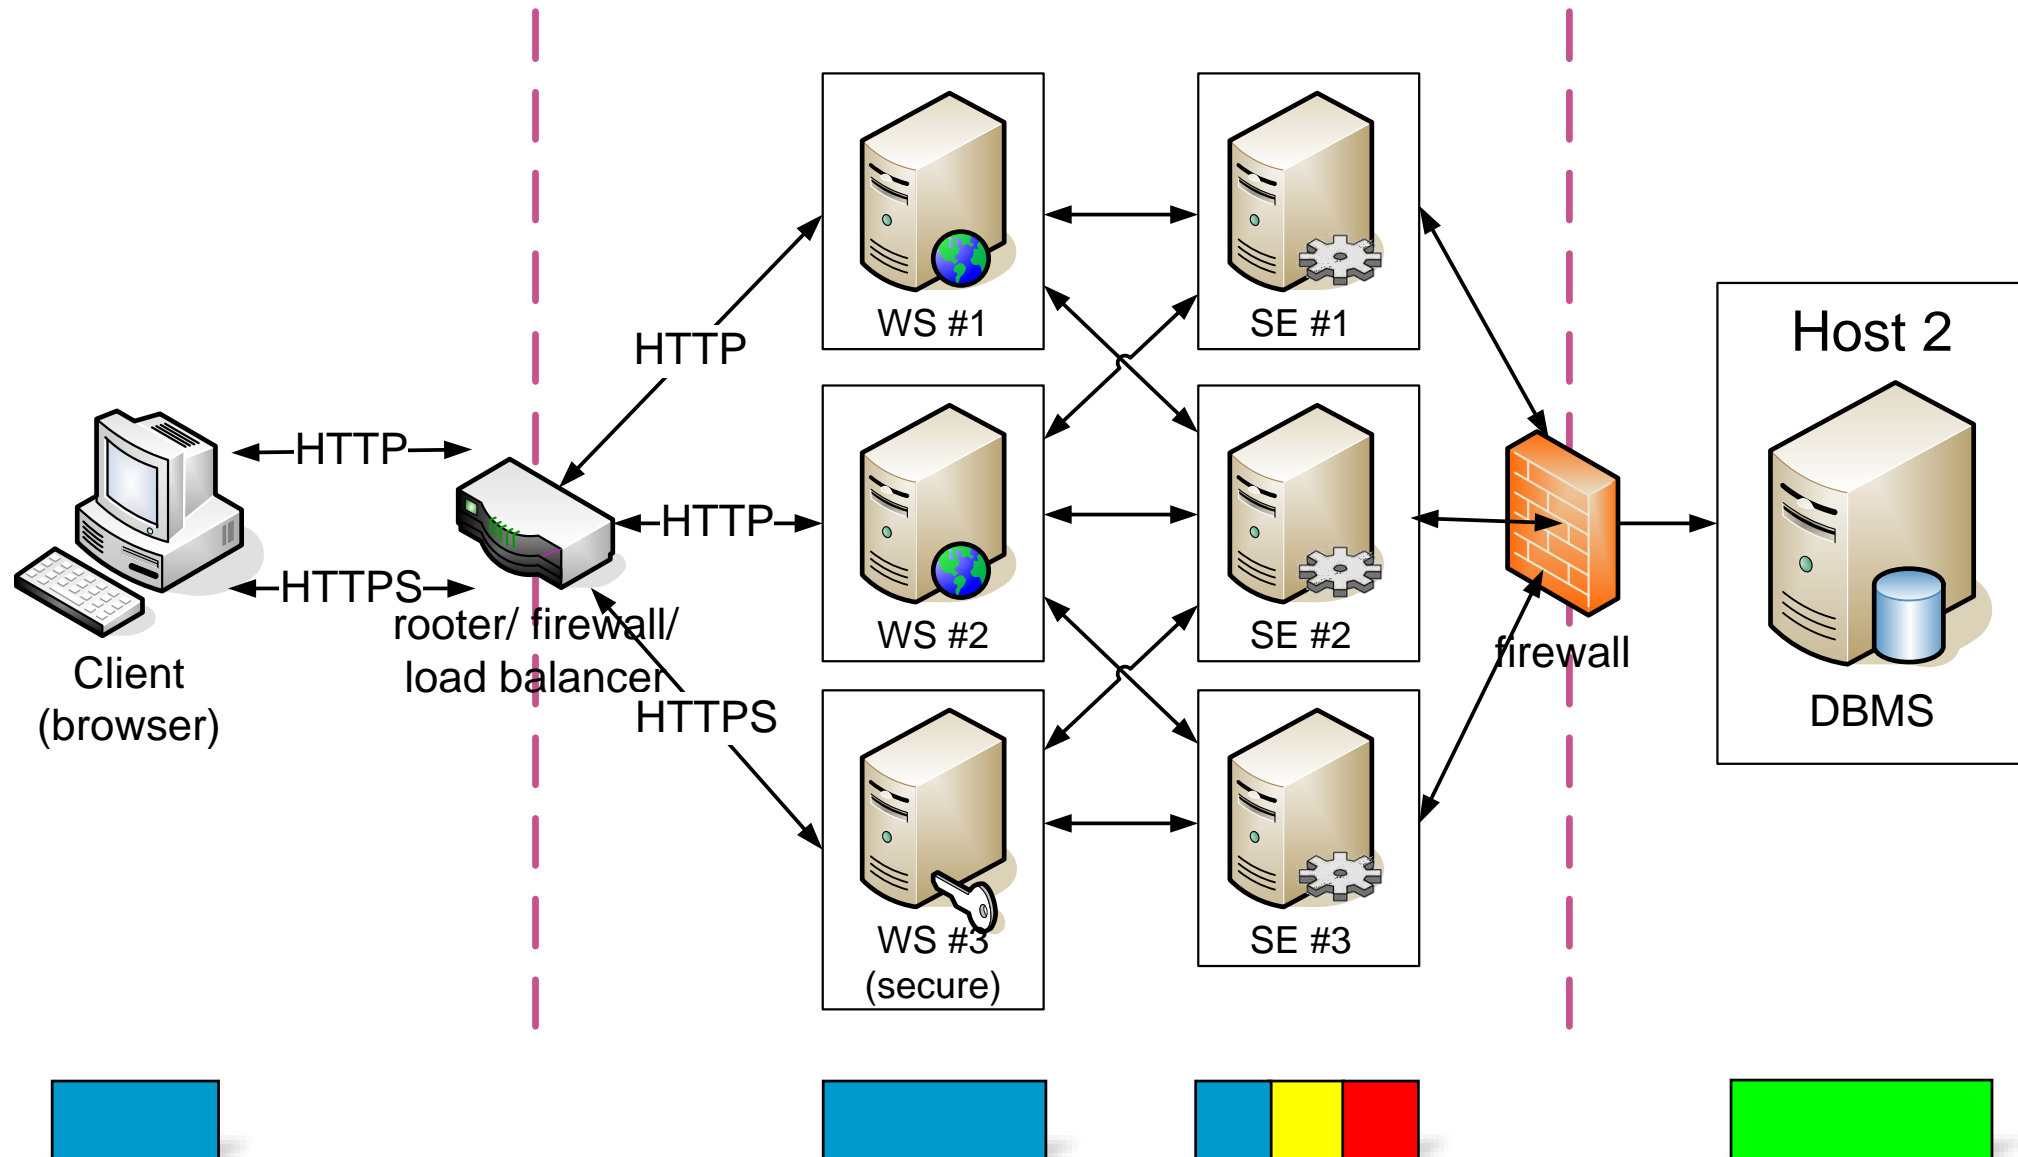 WS #1
SE #1
HTTP
Host 2
HTTP
HTTP
HTTPS
rooter/ firewall/
load balancer
WS #2
SE #2
firewall
Client
(browser)
HTTPS
DBMS
WS #3
(secure)
SE #3